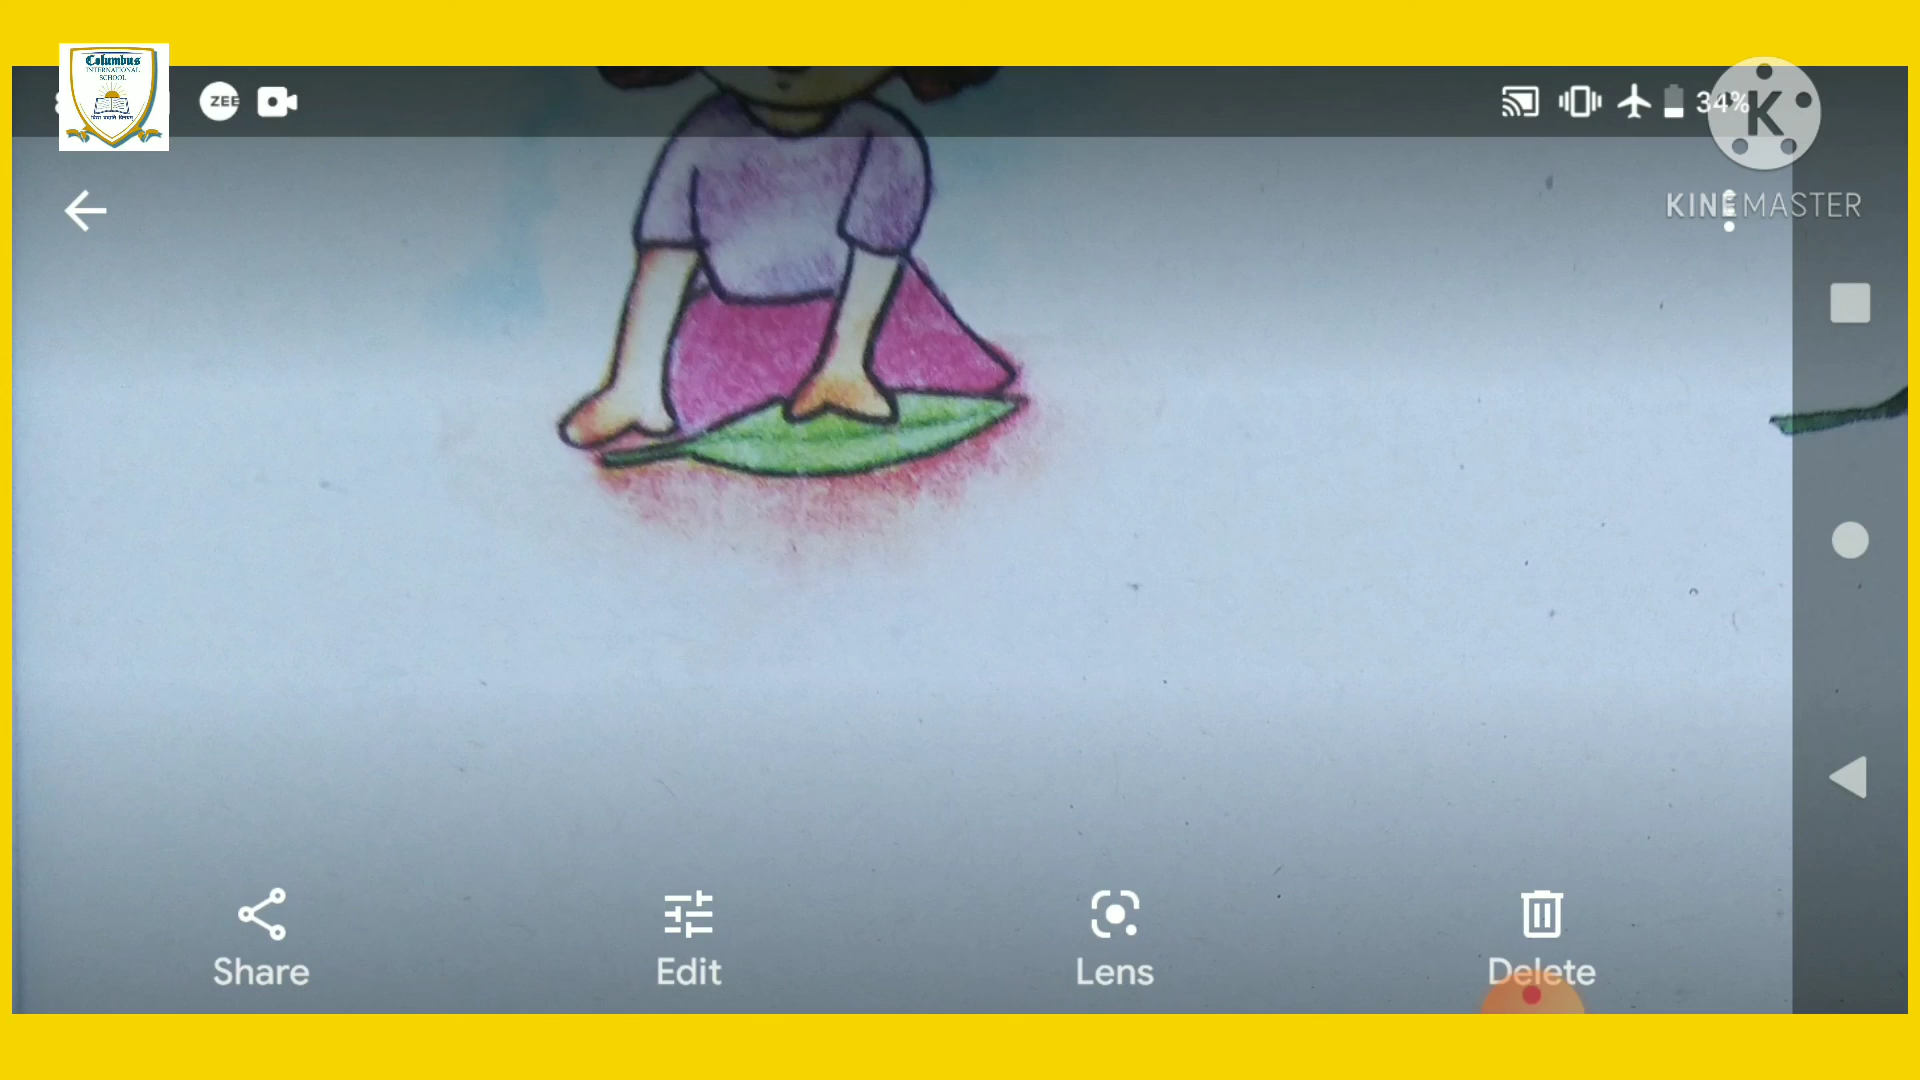 Columbus
INTERNATIONAL
SCHOOL
ZEE
34%
K
KINEMASTER
Share
Edit
Lens
Delete